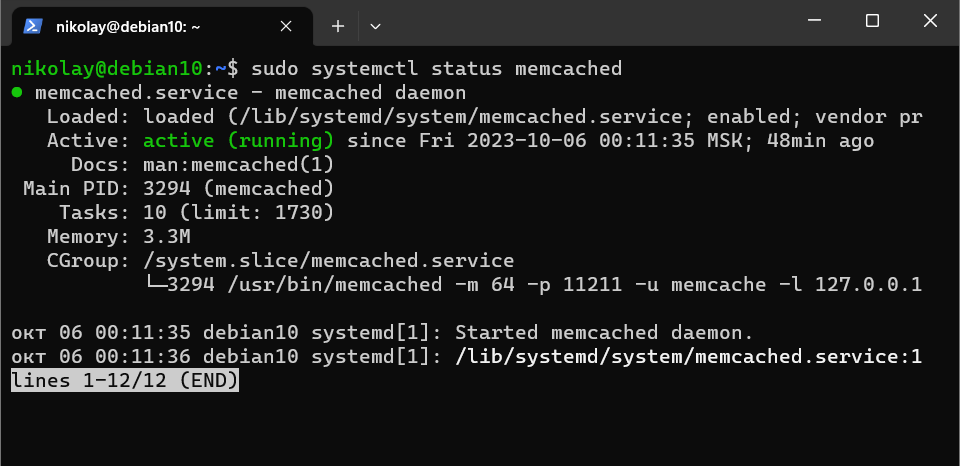 nikolay@debian10: ~
nikolay@debian10:~$ sudo systemctl status memcached
● memcached.service - memcached daemon
Loaded: loaded (/lib/systemd/system/memcached.service; enabled; vendor pr
Active: active (running) since Fri 2023-10-06 00:11:35 MSK; 48min ago
Docs: man:memcached(1)
Main PID: 3294 (memcached)
Tasks: 10 (limit: 1730)
Memory: 3.3M
CGroup: /system.slice/memcached.service
└─3294 /usr/bin/memcached -m 64 -p 11211 -u memcache -l 127.0.0.1
окт 06 00:11:35 debian10 systemd[1]: Started memcached daemon.
окт 06 00:11:36 debian10 systemd[1]: /lib/systemd/system/memcached.service:1
lines 1-12/12 (END)